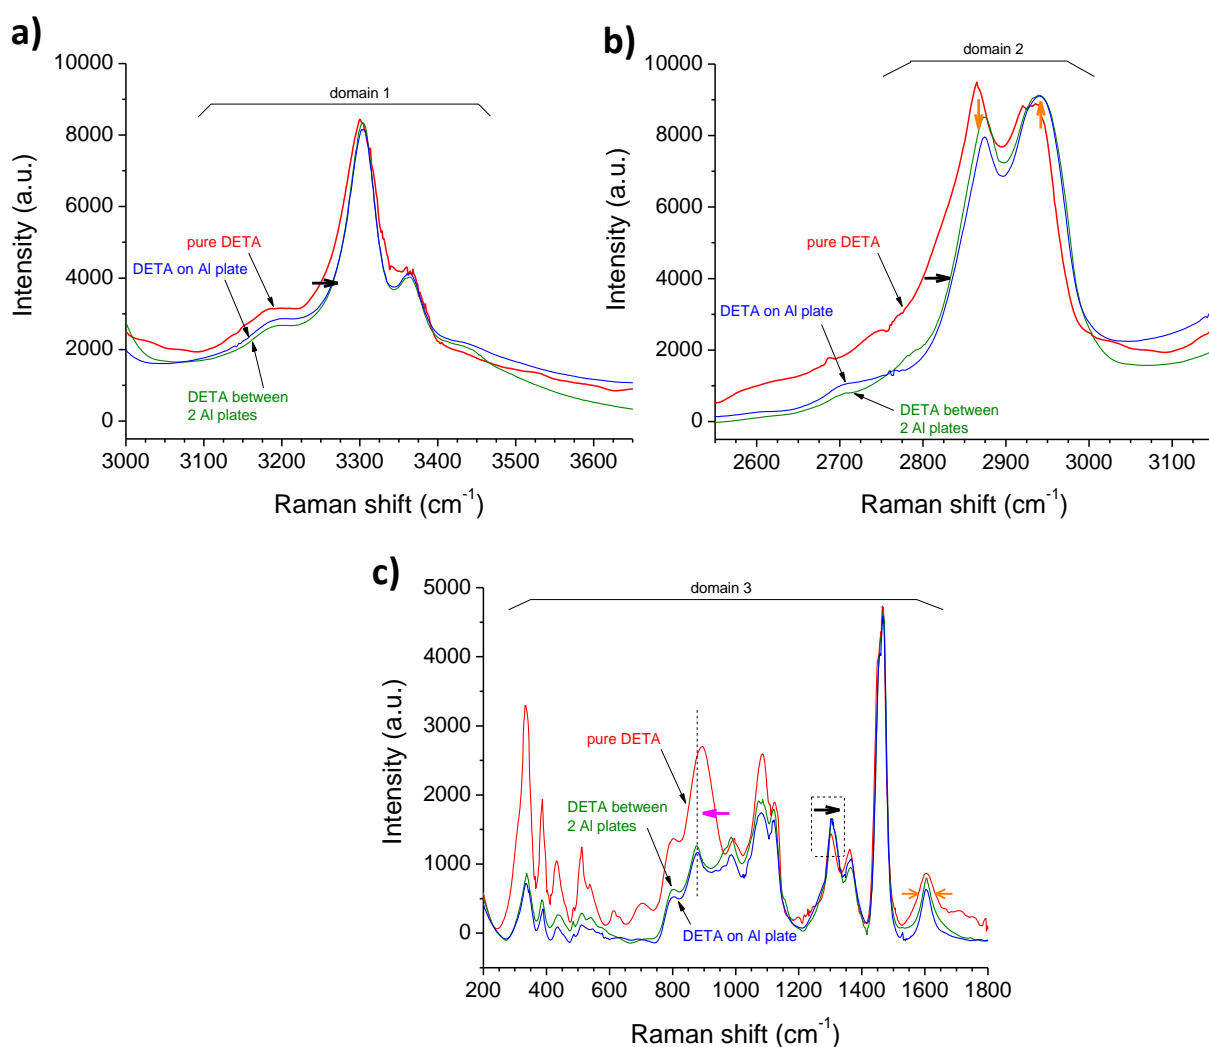 a)
domain 1
10000
8000
6000
4000
2000
0
Intensity (a.u.)
pure DETA
DETA on Al plate
DETA between
2 Al plates
3000 3100 3200 3300 3400 3500 3600
Raman shift (cm-1)
b)
domain 2
10000
8000
6000
4000
2000
0
Intensity (a.u.)
pure DETA
DETA on Al plate
DETA between
2 Al plates
2600 2700 2800 2900 3000 3100
Raman shift (cm-1)
c)
domain 3
5000
4000
3000
2000
1000
0
Intensity (a.u.)
pure DETA
DETA between
2 Al plates
DETA on Al plate
200 400 600 800 1000 1200 1400 1600 1800
Raman shift (cm-1)